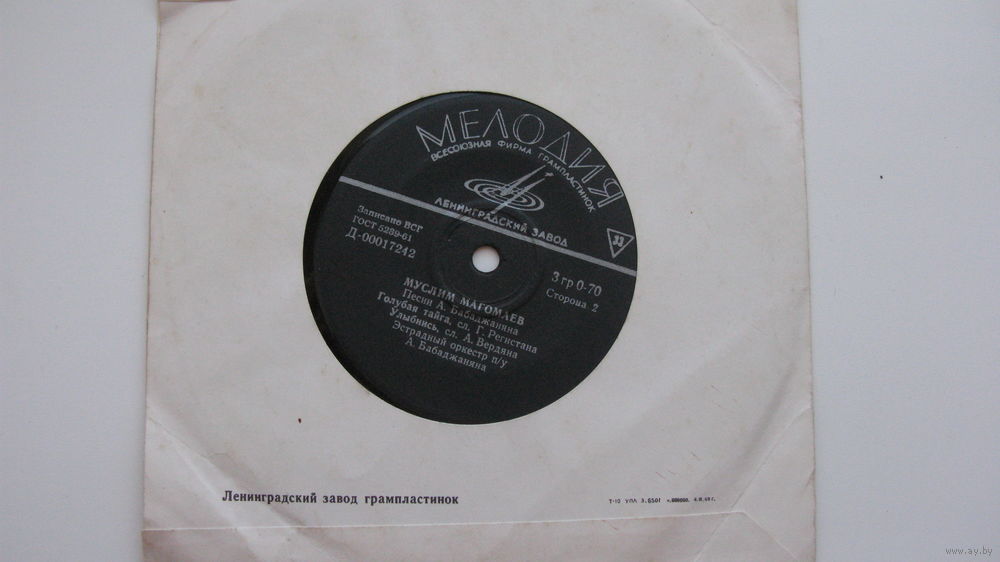 МЕЛОДИЯ
ВСЕСОЮЗНАЯ ФИРМА ГРАМПЛАСТИНОК
ЛЕНИНГРАДСКИЙ ЗАВОД
33
Записано ВСГ
ГОСТ 5289-61
Д-00017242
3 гр 0-70
Сторона 2
МУСЛИМ МАГОМАЕВ
Песни А. Бабаджаняна
Голубая тайга, сл. Г. Регистана
Улыбнись, сл. А. Вердяна
Эстрадный оркестр п/у
А. Бабаджаняна
Ленинградский завод грампластинок
Т-10 УПЛ З.
www.ay.by